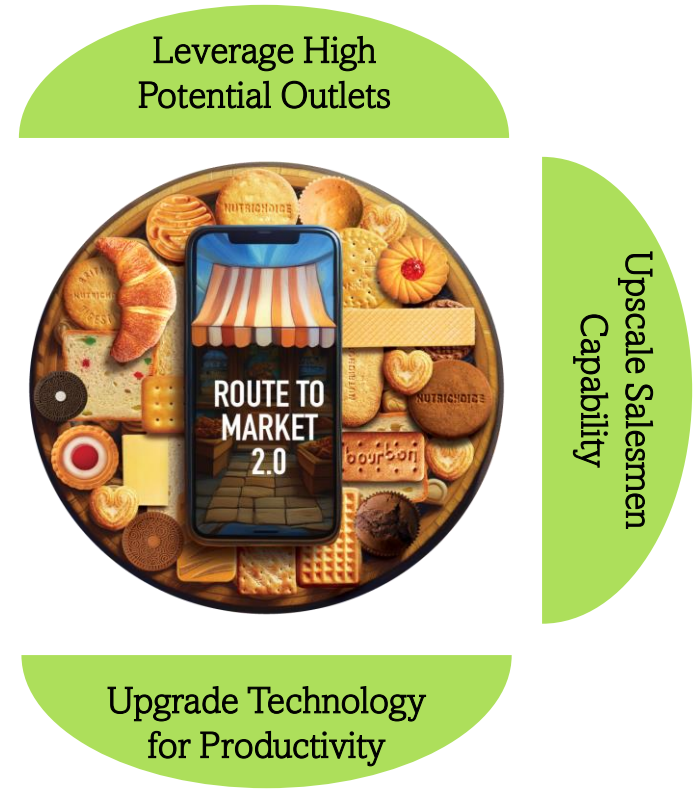 Leverage High
Potential Outlets
NUTRICHOICE
NUTRICHOICE
ROUTE TO
MARKET
2.0
NUTRICHOICE
bourbon
Upscale Salesmen
Capability
Upgrade Technology
for Productivity